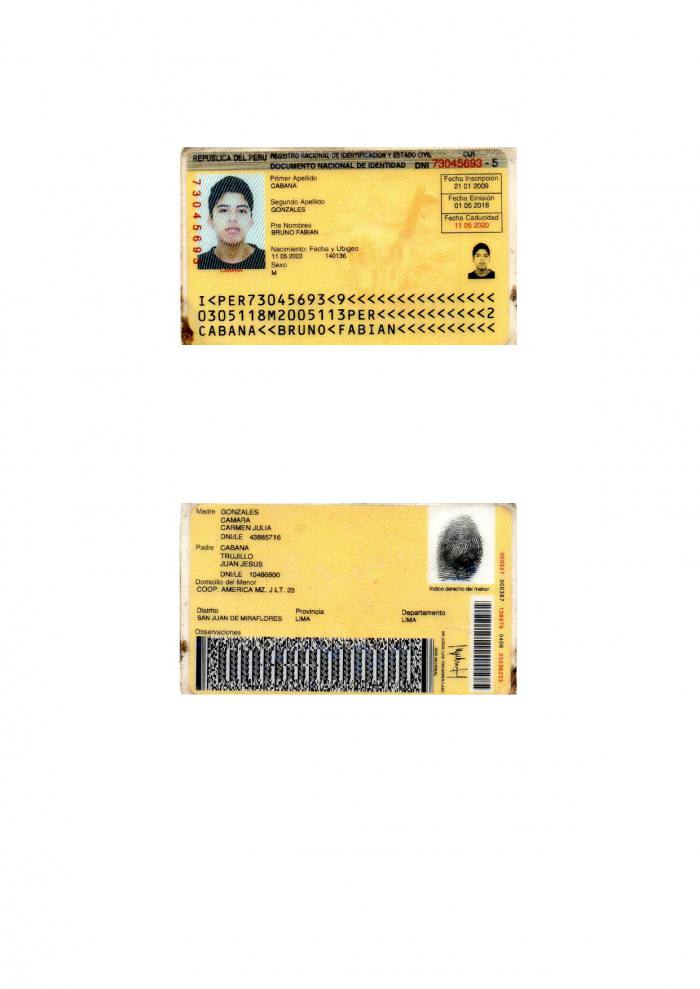 REPUBLICA DEL PERU REGISTRO NACIONAL DE IDENTIFICACION Y ESTADO CIVIL CUI
DOCUMENTO NACIONAL DE IDENTIDAD DNI 73045693 - 5
73045693
Primer Apellido
CABANA
Segundo Apellido
GONZALES
Pre Nombres
BRUNO FABIAN
Nacimiento: Fecha y Ubigeo
11 05 2003 140136
Sexo
M
Fecha Inscripción
21 01 2009
Fecha Emisión
01 05 2018
Fecha Caducidad
11 05 2020
CABANA
I<PER73045693<9<<<<<<<<<<<<<<<
0305118M2005113PER<<<<<<<<<<<2
CABANA<<BRUNO<FABIAN<<<<<<<<<<
Madre GONZALES
CAMARA
CARMEN JULIA
DNI/LE 43885716
Padre CABANA
TRUJILLO
JUAN JESUS
DNI/LE 10486800
Domicilio del Menor
COOP. AMERICA MZ. J LT. 23
Distrito Provincia Departamento
SAN JUAN DE MIRAFLORES LIMA LIMA
Observaciones
Indice derecho del menor